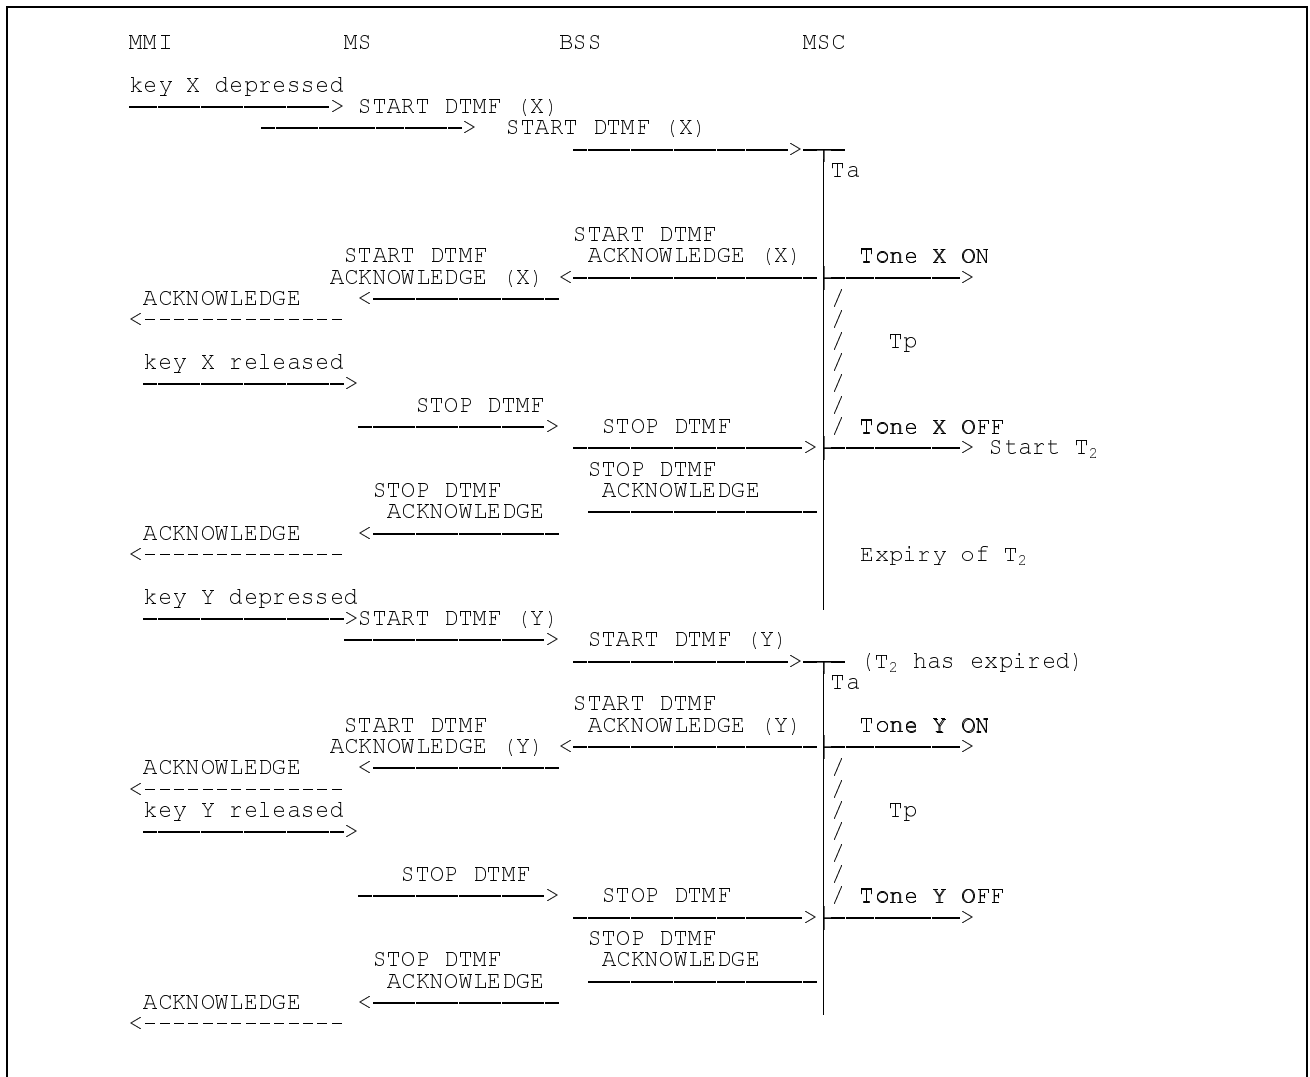 MMI MS BSS MSC
key X depressed
START DTMF (X)
START DTMF (X)
Ta
START DTMF
START DTMF ACKNOWLEDGE (X) Tone X ON
ACKNOWLEDGE (X)
ACKNOWLEDGE
Tp
key X released
STOP DTMF
STOP DTMF Tone X OFF
Start T₂
STOP DTMF
STOP DTMF ACKNOWLEDGE
ACKNOWLEDGE
ACKNOWLEDGE
Expiry of T₂
key Y depressed
START DTMF (Y)
START DTMF (Y)
(T₂ has expired)
Ta
START DTMF
START DTMF ACKNOWLEDGE (Y) Tone Y ON
ACKNOWLEDGE (Y)
ACKNOWLEDGE
key Y released Tp
STOP DTMF
STOP DTMF Tone Y OFF
STOP DTMF
STOP DTMF ACKNOWLEDGE
ACKNOWLEDGE
ACKNOWLEDGE